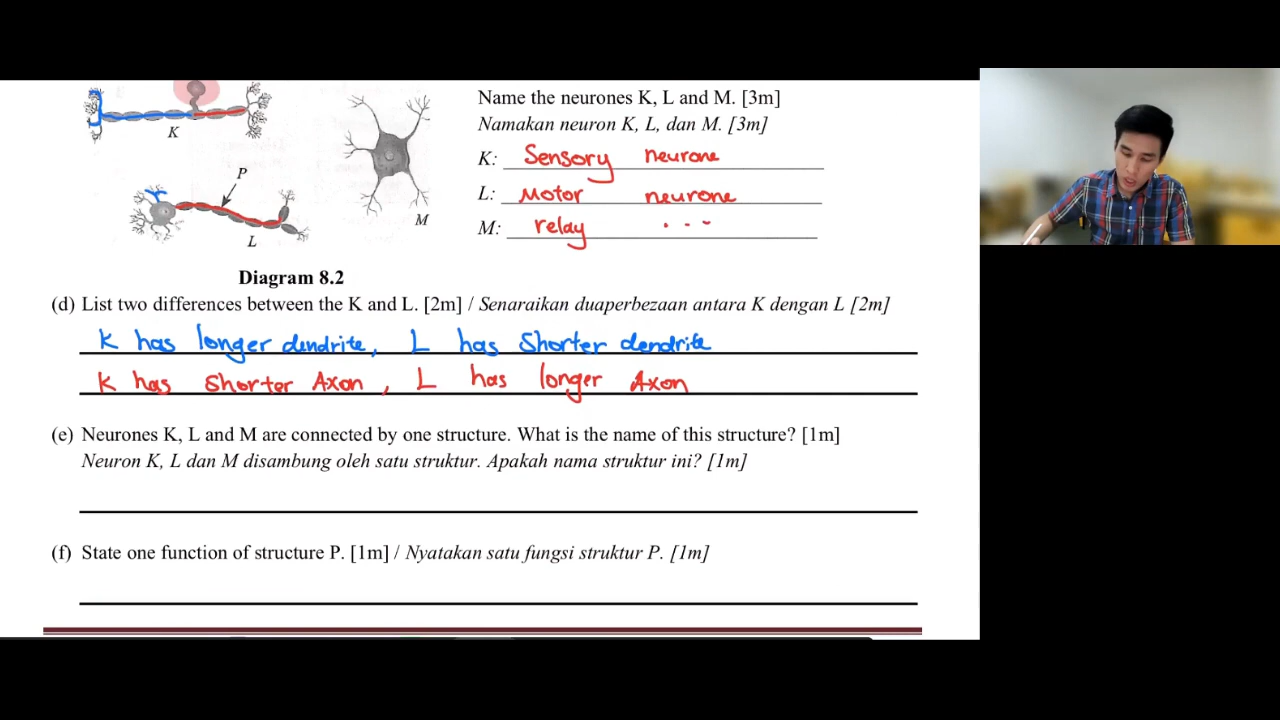 Name the neurones K, L and M. [3m]
Namakan neuron K, L, dan M. [3m]
K
K: Sensory neurone
P
L: Motor neurone
M
M: relay ...
L
Diagram 8.2
(d) List two differences between the K and L. [2m] / Senaraikan duaperbezaan antara K dengan L [2m]
K has longer dendrite, L has shorter dendrite
K has shorter Axon, L has longer Axon
(e) Neurones K, L and M are connected by one structure. What is the name of this structure? [1m]
Neuron K, L dan M disambung oleh satu struktur. Apakah nama struktur ini? [1m]
(f) State one function of structure P. [1m] / Nyatakan satu fungsi struktur P. [1m]